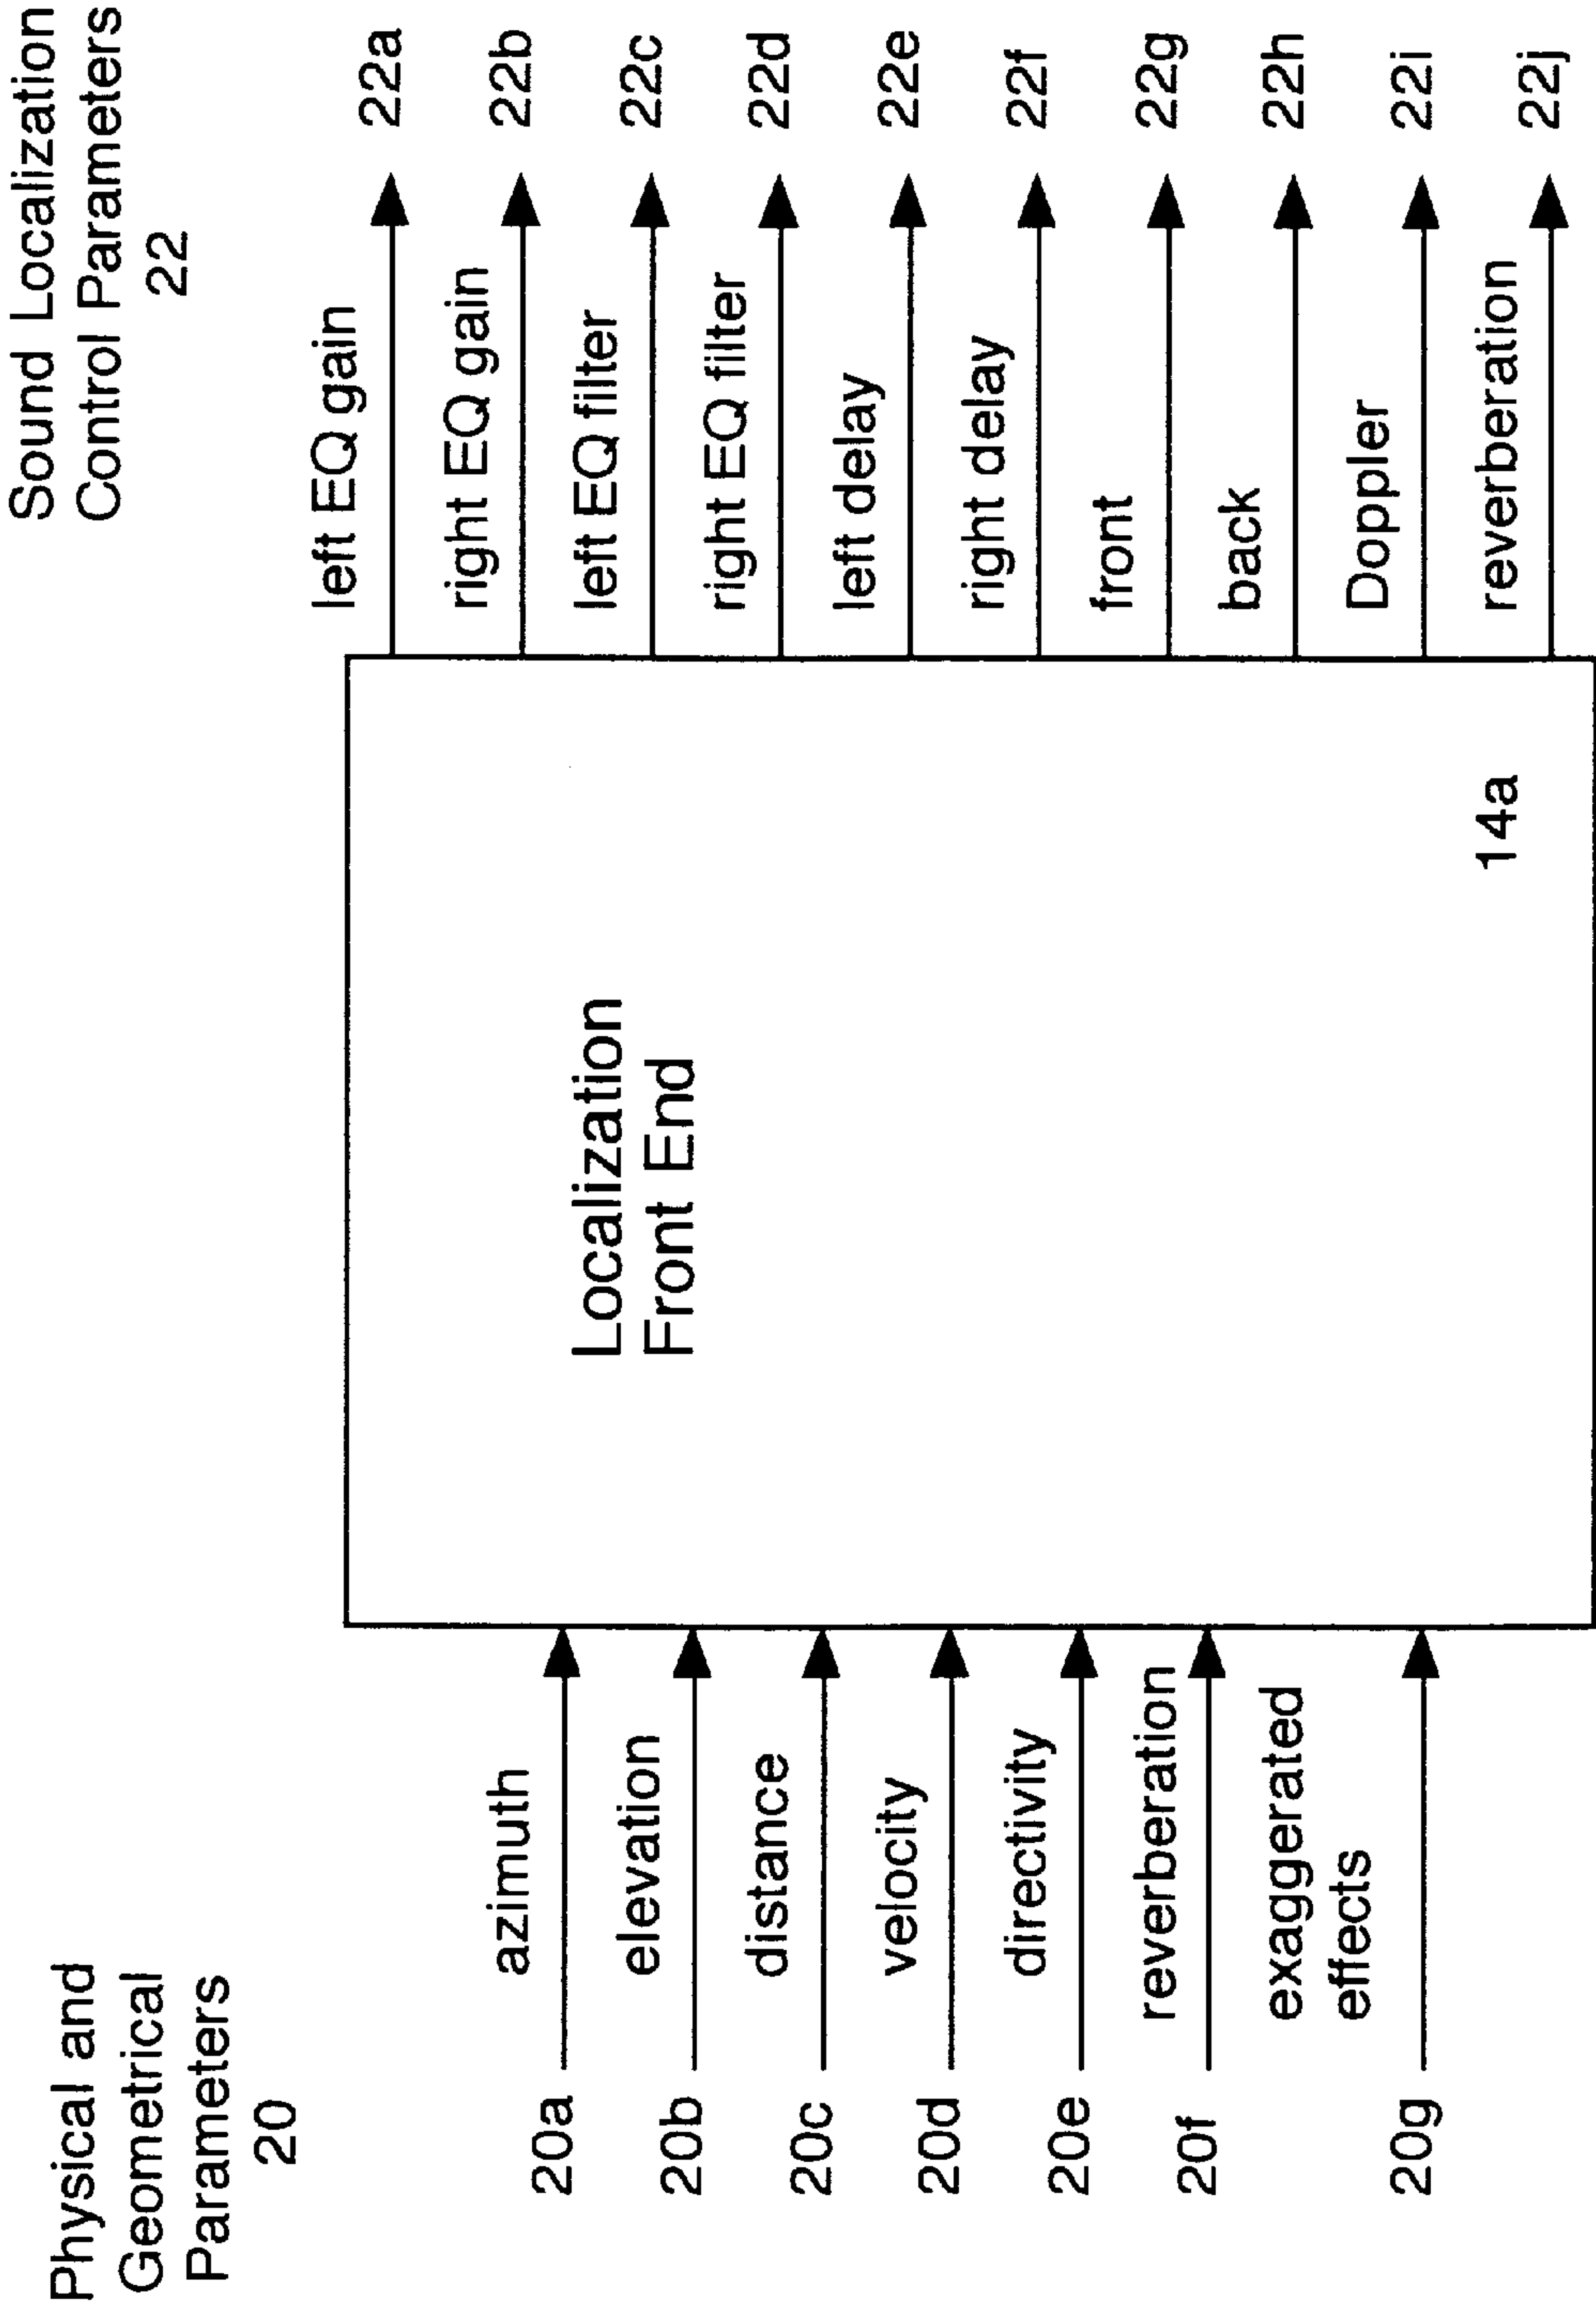 Physical and
Geometrical
Parameters
20
20a
azimuth
20b
elevation
20c
distance
20d
velocity
20e
directivity
20f
reverberation
20g
exaggerated
effects
Localization
Front End
14a
Sound Localization
Control Parameters
22
left EQ gain
22a
right EQ gain
22b
left EQ filter
22c
right EQ filter
22d
left delay
22e
right delay
22f
front
22g
back
22h
Doppler
22i
reverberation
22j